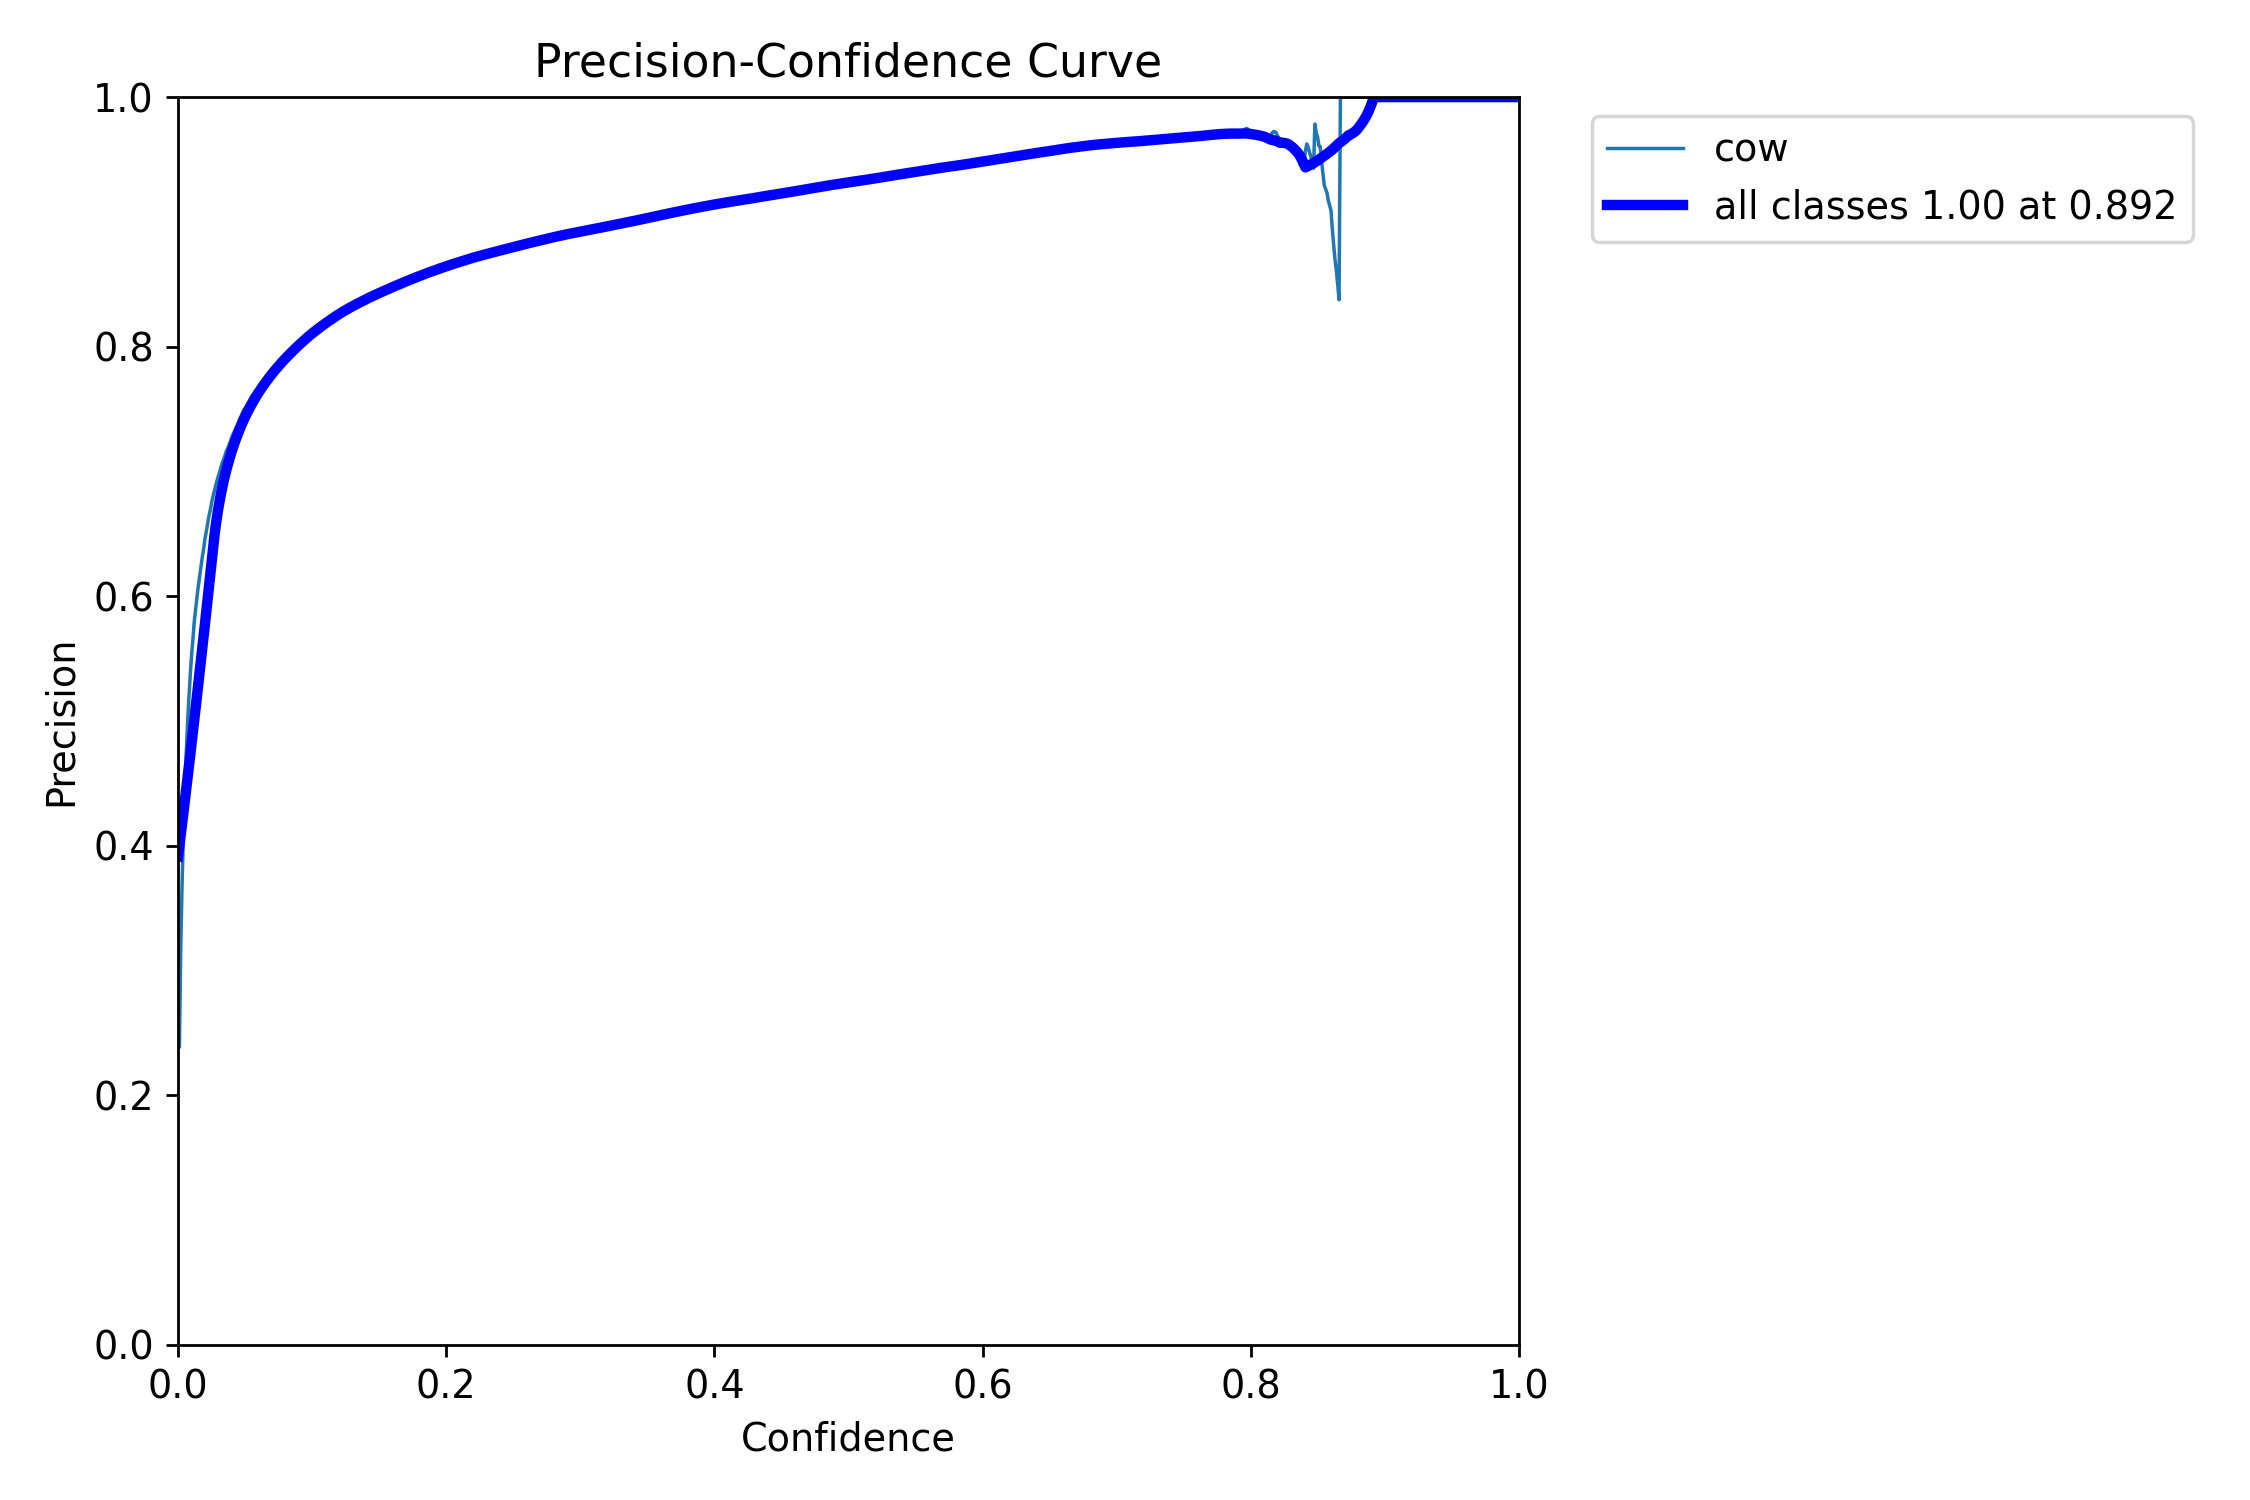 Precision-Confidence Curve
1.0
0.8
0.6
0.4
0.2
0.0
Precision
0.0 0.2 0.4 0.6 0.8 1.0
Confidence
cow
all classes 1.00 at 0.892